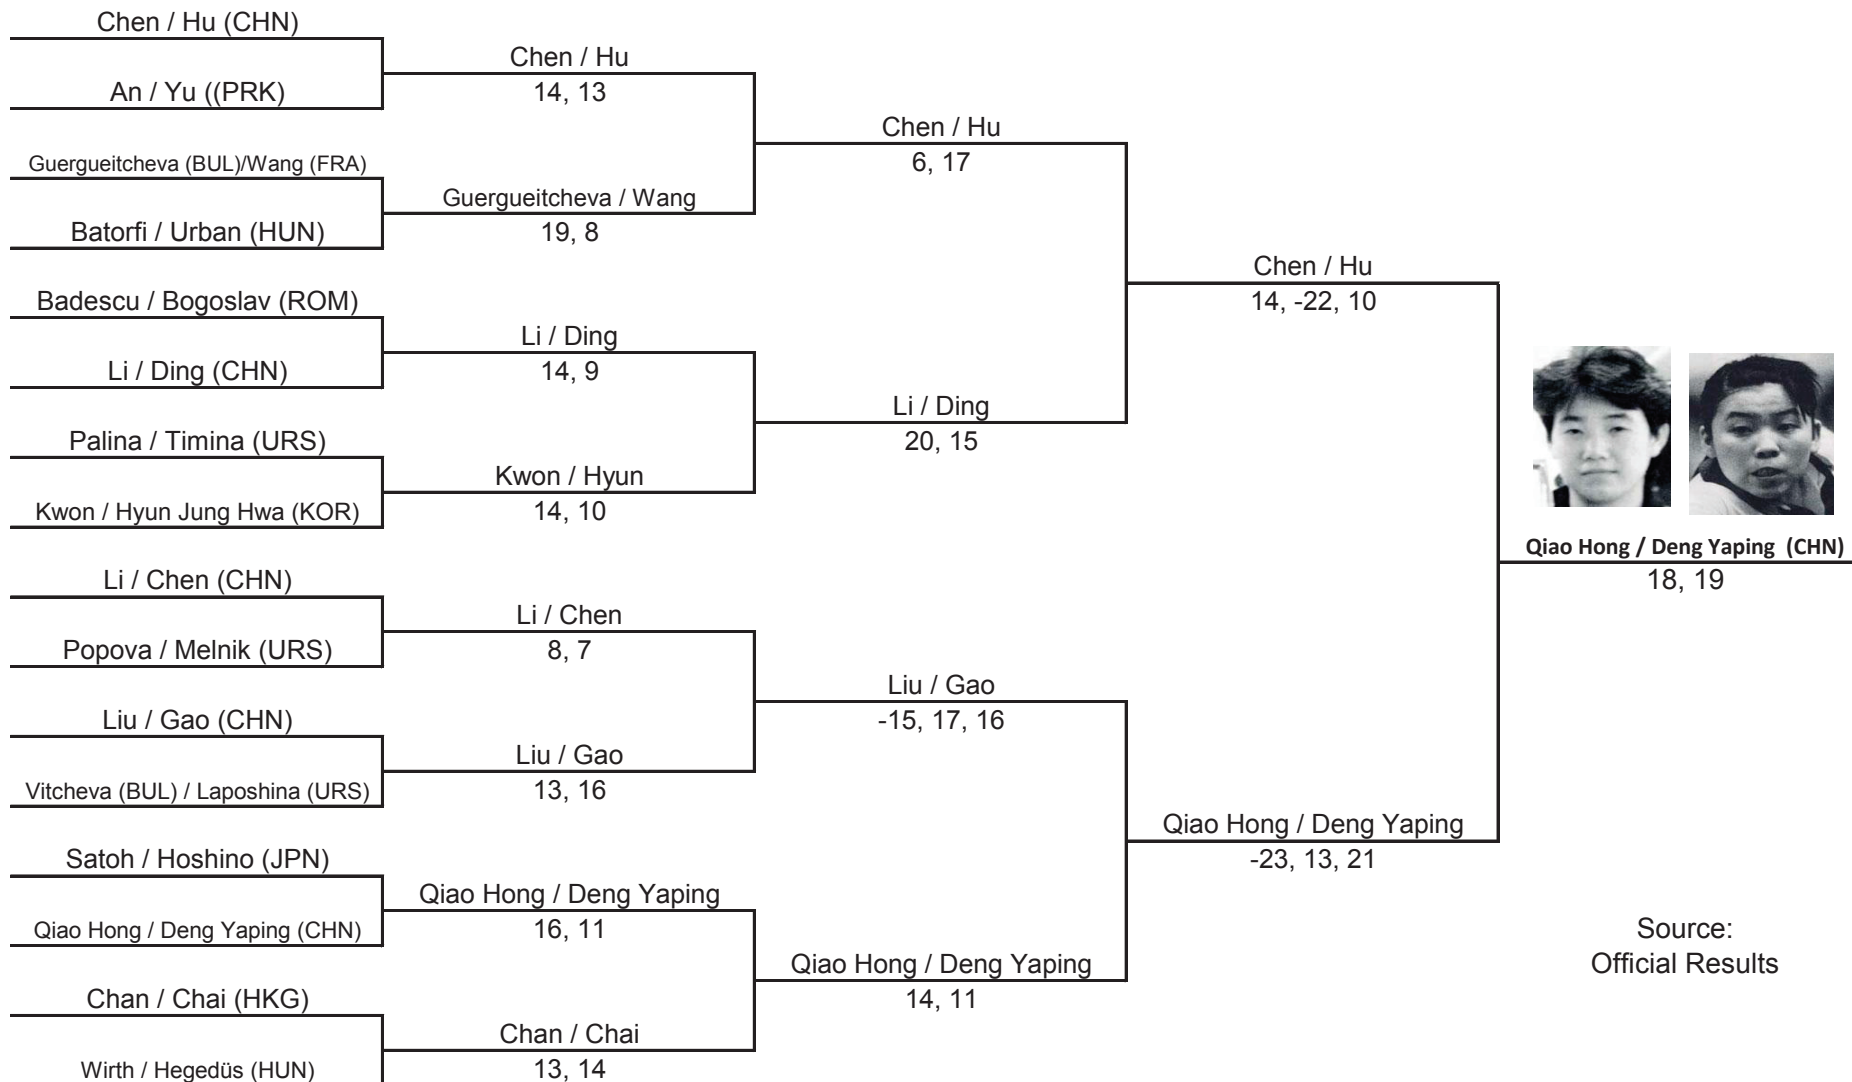 Chen / Hu (CHN)
An / Yu ((PRK)
Guergueitcheva (BUL)/Wang (FRA)
Batorfi / Urban (HUN)
Badescu / Bogoslav (ROM)
Li / Ding (CHN)
Palina / Timina (URS)
Kwon / Hyun Jung Hwa (KOR)
Li / Chen (CHN)
Popova / Melnik (URS)
Liu / Gao (CHN)
Vitcheva (BUL) / Laposhina (URS)
Satoh / Hoshino (JPN)
Qiao Hong / Deng Yaping (CHN)
Chan / Chai (HKG)
Wirth / Hegedüs (HUN)
Chen / Hu
14, 13
Guergueitcheva / Wang
19, 8
Li / Ding
14, 9
Kwon / Hyun
14, 10
Li / Chen
8, 7
Liu / Gao
13, 16
Qiao Hong / Deng Yaping
16, 11
Chan / Chai
13, 14
Chen / Hu
6, 17
Li / Ding
20, 15
Liu / Gao
-15, 17, 16
Qiao Hong / Deng Yaping
14, 11
Chen / Hu
14, -22, 10
Qiao Hong / Deng Yaping
-23, 13, 21
Qiao Hong / Deng Yaping (CHN)
18, 19
Source:
Official Results